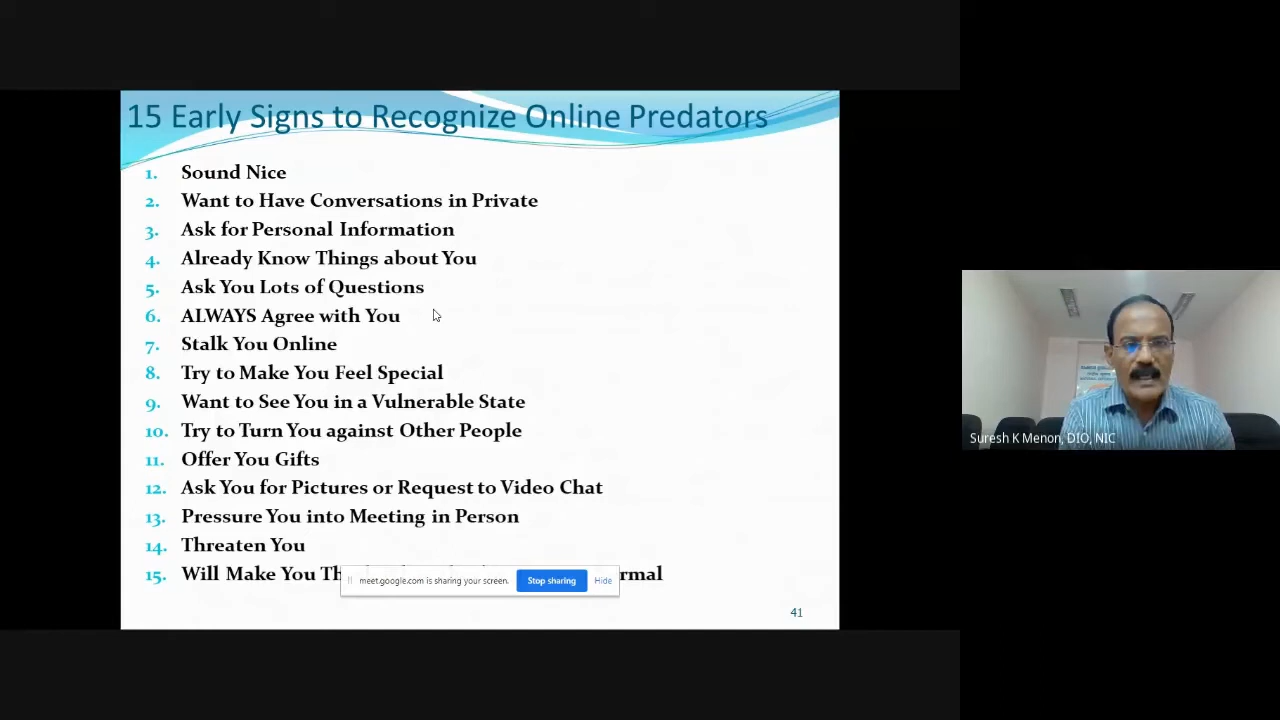 15 Early Signs to Recognize Online Predators
1. Sound Nice
2. Want to Have Conversations in Private
3. Ask for Personal Information
4. Already Know Things about You
5. Ask You Lots of Questions
6. ALWAYS Agree with You
7. Stalk You Online
8. Try to Make You Feel Special
9. Want to See You in a Vulnerable State
10. Try to Turn You against Other People
11. Offer You Gifts
12. Ask You for Pictures or Request to Video Chat
13. Pressure You into Meeting in Person
14. Threaten You
15. Will Make You
meet.google.com is sharing your screen. Stop sharing Hide
41
Suresh K Menon, DIO, NIC